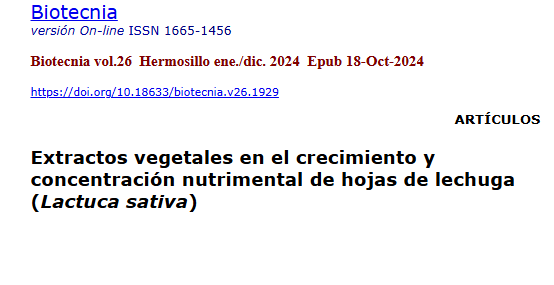 Biotecnia
versión On-line ISSN 1665-1456
Biotecnia vol.26  Hermosillo ene./dic. 2024  Epub 18-Oct-2024
https://doi.org/10.18633/biotecnia.v26.1929
ARTÍCULOS
Extractos vegetales en el crecimiento y
concentración nutrimental de hojas de lechuga
(Lactuca sativa)